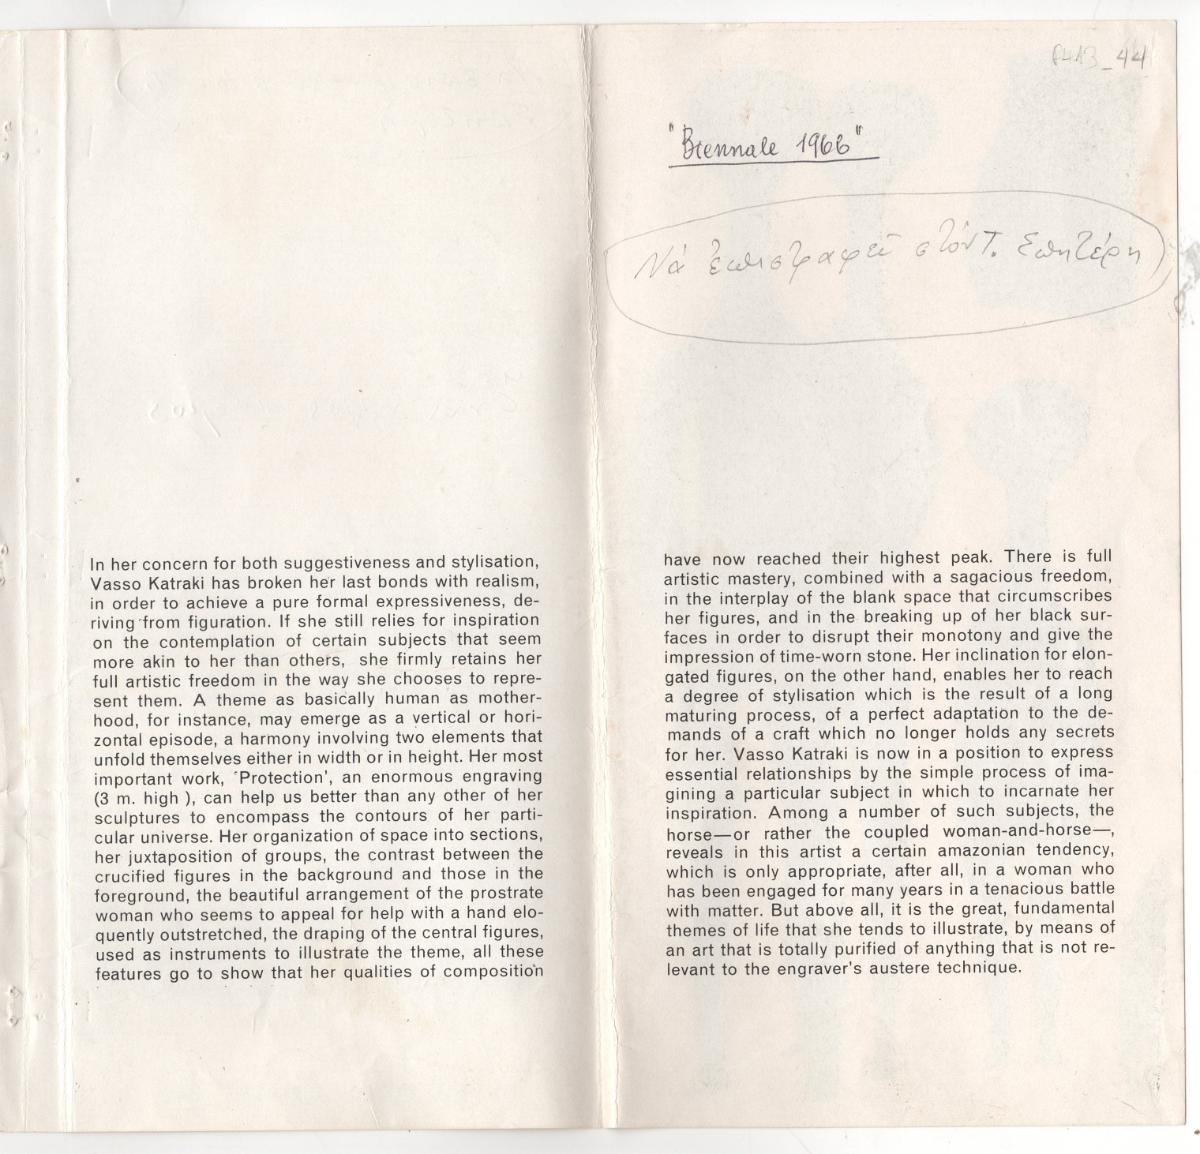 In her concern for both suggestiveness and stylisation,
Vasso Katraki has broken her last bonds with realism,
in order to achieve a pure formal expressiveness, de-
riving from figuration. If she still relies for inspiration
on the contemplation of certain subjects that seem
more akin to her than others, she firmly retains her
full artistic freedom in the way she chooses to repre-
sent them. A theme as basically human as mother-
hood, for instance, may emerge as a vertical or hori-
zontal episode, a harmony involving two elements that
unfold themselves either in width or in height. Her most
important work, ‘Protection’, an enormous engraving
(3 m. high ), can help us better than any other of her
sculptures to encompass the contours of her parti-
cular universe. Her organization of space into sections,
her juxtaposition of groups, the contrast between the
crucified figures in the background and those in the
foreground, the beautiful arrangement of the prostrate
woman who seems to appeal for help with a hand elo-
quently outstretched, the draping of the central figures,
used as instruments to illustrate the theme, all these
features go to show that her qualities of composition
_44
"Biennale 1966"
Νά ἐπιστραφεῖ στόν Τ. Σπητέρη
have now reached their highest peak. There is full
artistic mastery, combined with a sagacious freedom,
in the interplay of the blank space that circumscribes
her figures, and in the breaking up of her black sur-
faces in order to disrupt their monotony and give the
impression of time-worn stone. Her inclination for elon-
gated figures, on the other hand, enables her to reach
a degree of stylisation which is the result of a long
maturing process, of a perfect adaptation to the de-
mands of a craft which no longer holds any secrets
for her. Vasso Katraki is now in a position to express
essential relationships by the simple process of ima-
gining a particular subject in which to incarnate her
inspiration. Among a number of such subjects, the
horse—or rather the coupled woman-and-horse—,
reveals in this artist a certain amazonian tendency,
which is only appropriate, after all, in a woman who
has been engaged for many years in a tenacious battle
with matter. But above all, it is the great, fundamental
themes of life that she tends to illustrate, by means of
an art that is totally purified of anything that is not re-
levant to the engraver's austere technique.